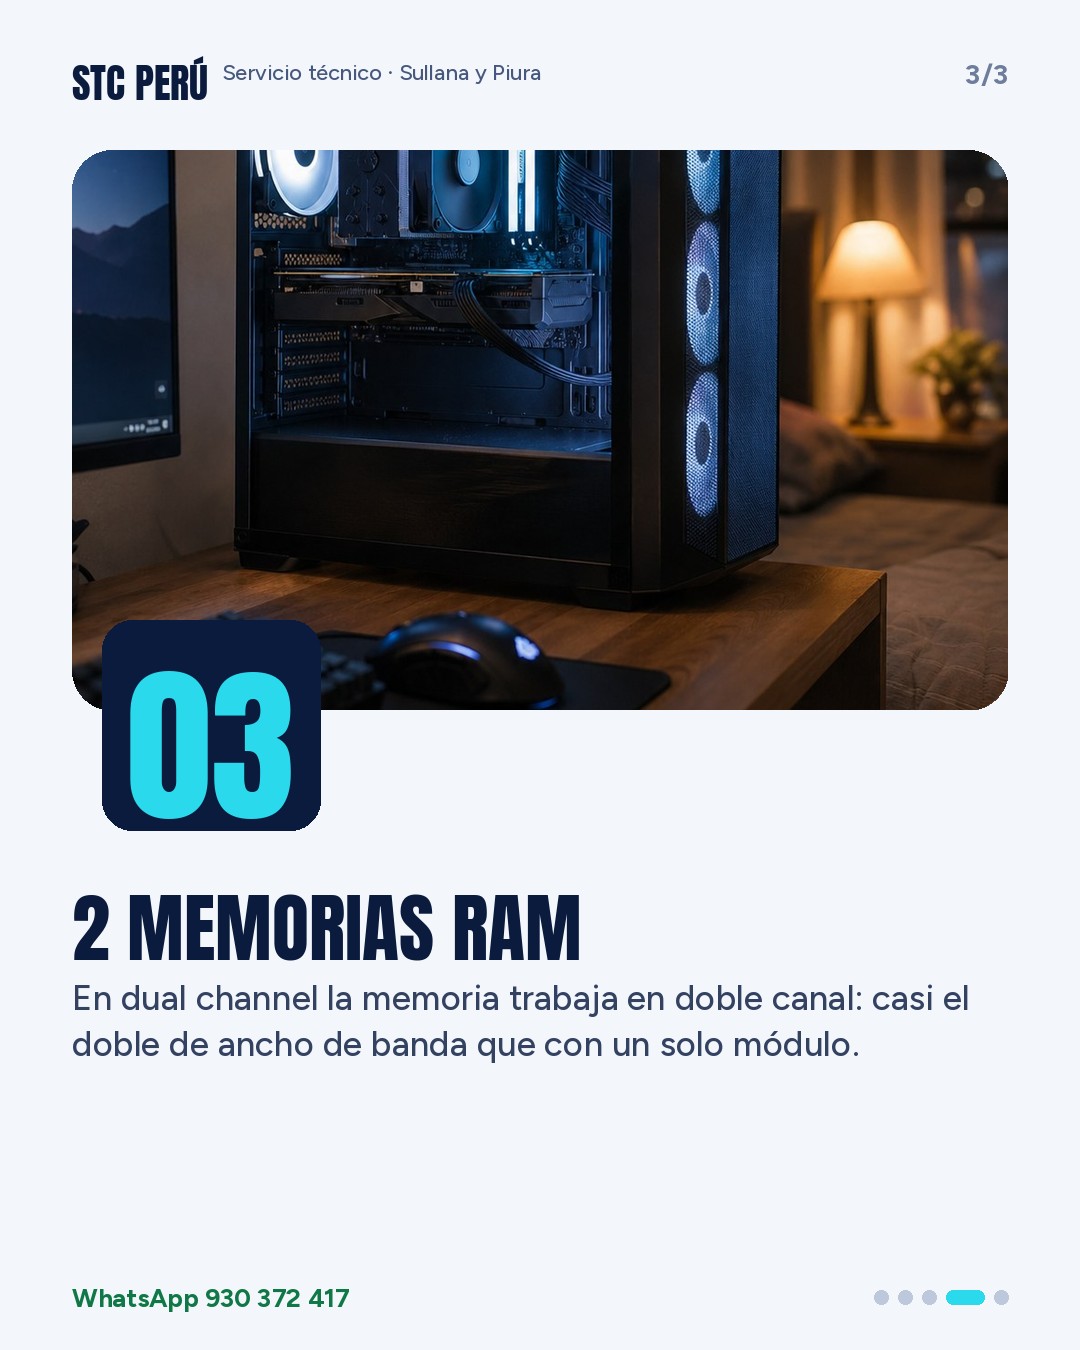 STC PERÚ Servicio técnico · Sullana y Piura
3/3
03
2 MEMORIAS RAM
En dual channel la memoria trabaja en doble canal: casi el
doble de ancho de banda que con un solo módulo.
WhatsApp 930 372 417